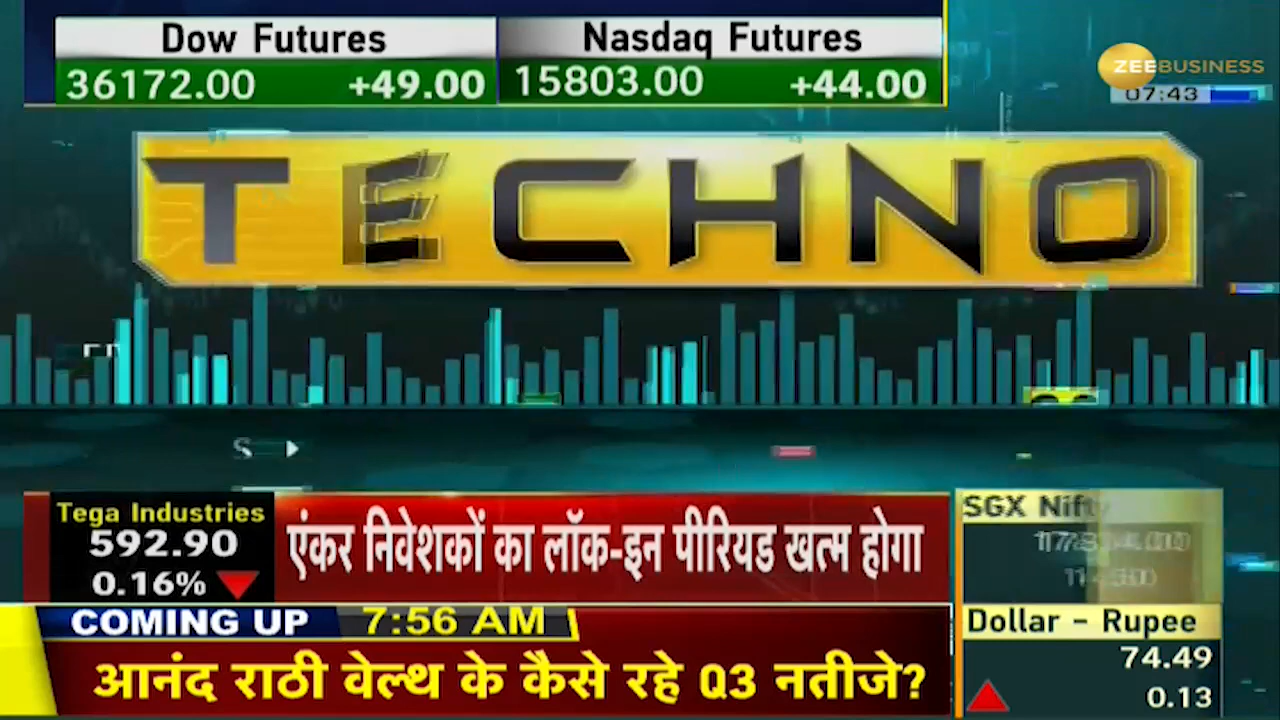 Dow Futures
36172.00 +49.00
Nasdaq Futures
15803.00 +44.00
ZEEBUSINESS
07:43
TECHNO
Tega Industries
592.90
0.16%
एंकर निवेशकों का लॉक-इन पीरियड खत्म होगा
SGX Nifty
COMING UP 7:56 AM
आनंद राठी वेल्थ के कैसे रहे Q3 नतीजे?
Dollar - Rupee
74.49
0.13